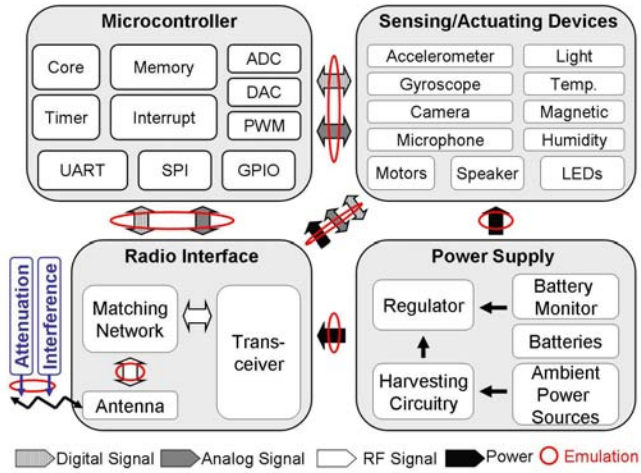 Microcontroller
Core
Memory
ADC
DAC
Timer
Interrupt
PWM
UART
SPI
GPIO
Sensing/Actuating Devices
Accelerometer
Light
Gyroscope
Temp.
Camera
Magnetic
Microphone
Humidity
Motors
Speaker
LEDs
Attenuation
Interference
Radio Interface
Matching
Network
Trans-
ceiver
Antenna
Power Supply
Regulator
Battery
Monitor
Batteries
Harvesting
Circuitry
Ambient
Power
Sources
Digital Signal
Analog Signal
RF Signal
Power
Emulation